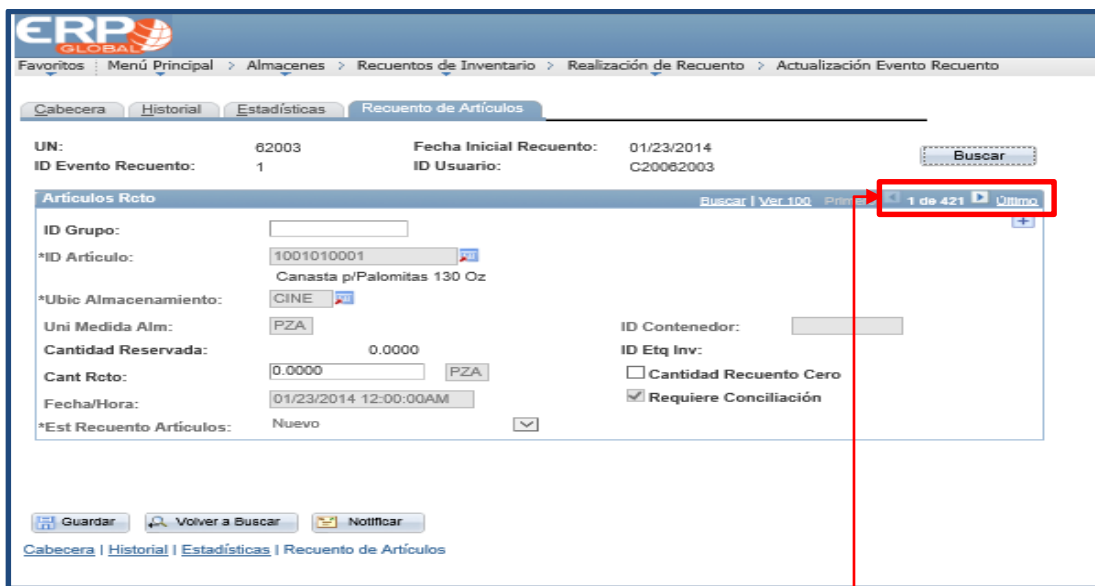 ERP
GLOBAL
Favoritos Menú Principal > Almacenes > Recuentos de Inventario > Realización de Recuento > Actualización Evento Recuento
Cabecera Historial Estadísticas Recuento de Artículos
UN: 62003 Fecha Inicial Recuento: 01/23/2014 Buscar
ID Evento Recuento: 1 ID Usuario: C20062003
Artículos Rcto Buscar | Ver 100 Primer 1 de 421 Último
ID Grupo:
*ID Artículo: 1001010001
Canasta p/Palomitas 130 Oz
*Ubic Almacenamiento: CINE
Uni Medida Alm: PZA ID Contenedor:
Cantidad Reservada: 0.0000 ID Etq Inv:
Cant Rcto: 0.0000 PZA Cantidad Recuento Cero
Fecha/Hora: 01/23/2014 12:00:00AM Requiere Conciliación
*Est Recuento Artículos: Nuevo
Guardar Volver a Buscar Notificar
Cabecera | Historial | Estadísticas | Recuento de Artículos